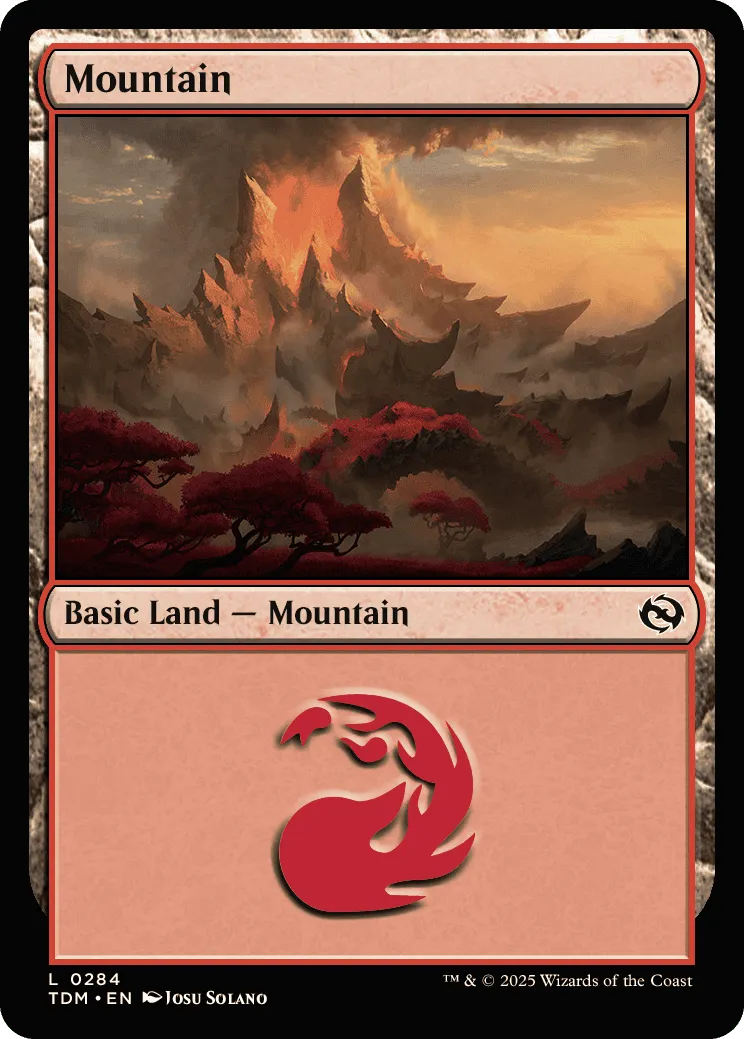 Mountain
Basic Land — Mountain
L 0284
TDM • EN Josu Solano
™ & © 2025 Wizards of the Coast